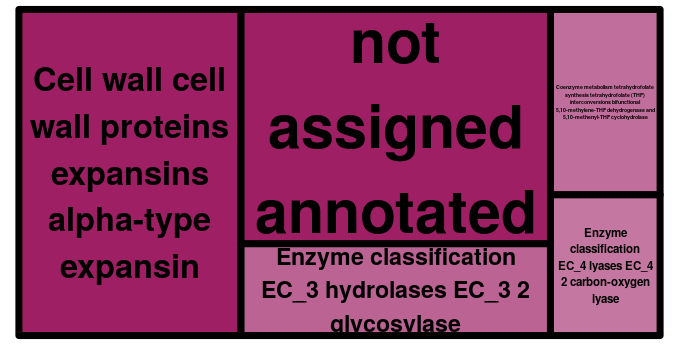 Cell wall cell
wall proteins
expansins
alpha-type
expansin
not
assigned
annotated
Enzyme classification
EC_3 hydrolases EC_3 2
glycosylase
Coenzyme metabolism tetrahydrofolate
synthesis tetrahydrofolate (THF)
interconversions bifunctional
5,10-methylene-THF dehydrogenase and
5,10-methenyl-THF cyclohydrolase
Enzyme
classification
EC_4 lyases EC_4
2 carbon-oxygen
lyase